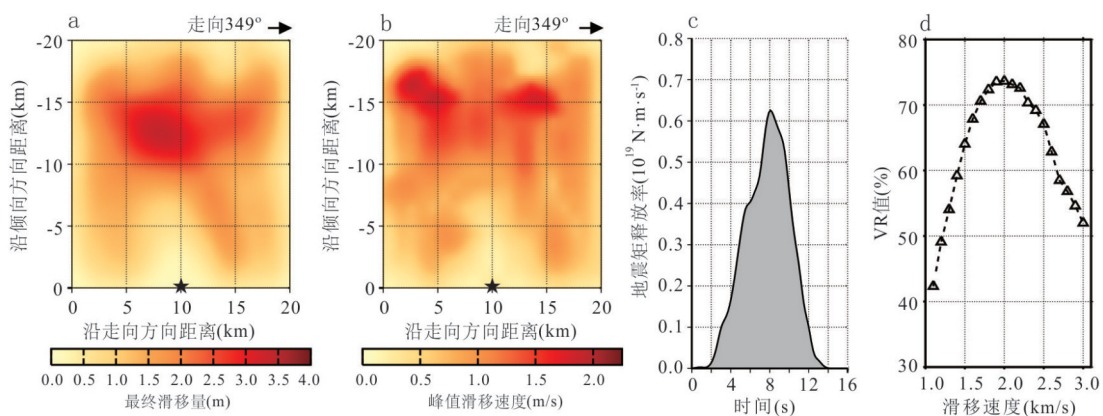 a
走向349°
-20
-15
-10
-5
0
0
5
10
15
20
沿倾向方向距离(km)
沿走向方向距离(km)
0.0 0.5 1.0 1.5 2.0 2.5 3.0 3.5 4.0
最终滑移量(m)
b
走向349°
-20
-15
-10
-5
0
0
5
10
15
20
沿倾向方向距离(km)
沿走向方向距离(km)
0.0 0.5 1.0 1.5 2.0
峰值滑移速度(m/s)
c
0.8
0.7
0.6
0.5
0.4
0.3
0.2
0.1
0.0
0 4 8 12 16
地震矩释放率(10¹⁹ N·m·s⁻¹)
时间(s)
d
80
70
60
50
40
30
1.0 1.5 2.0 2.5 3.0
VR值(%)
滑移速度(km/s)